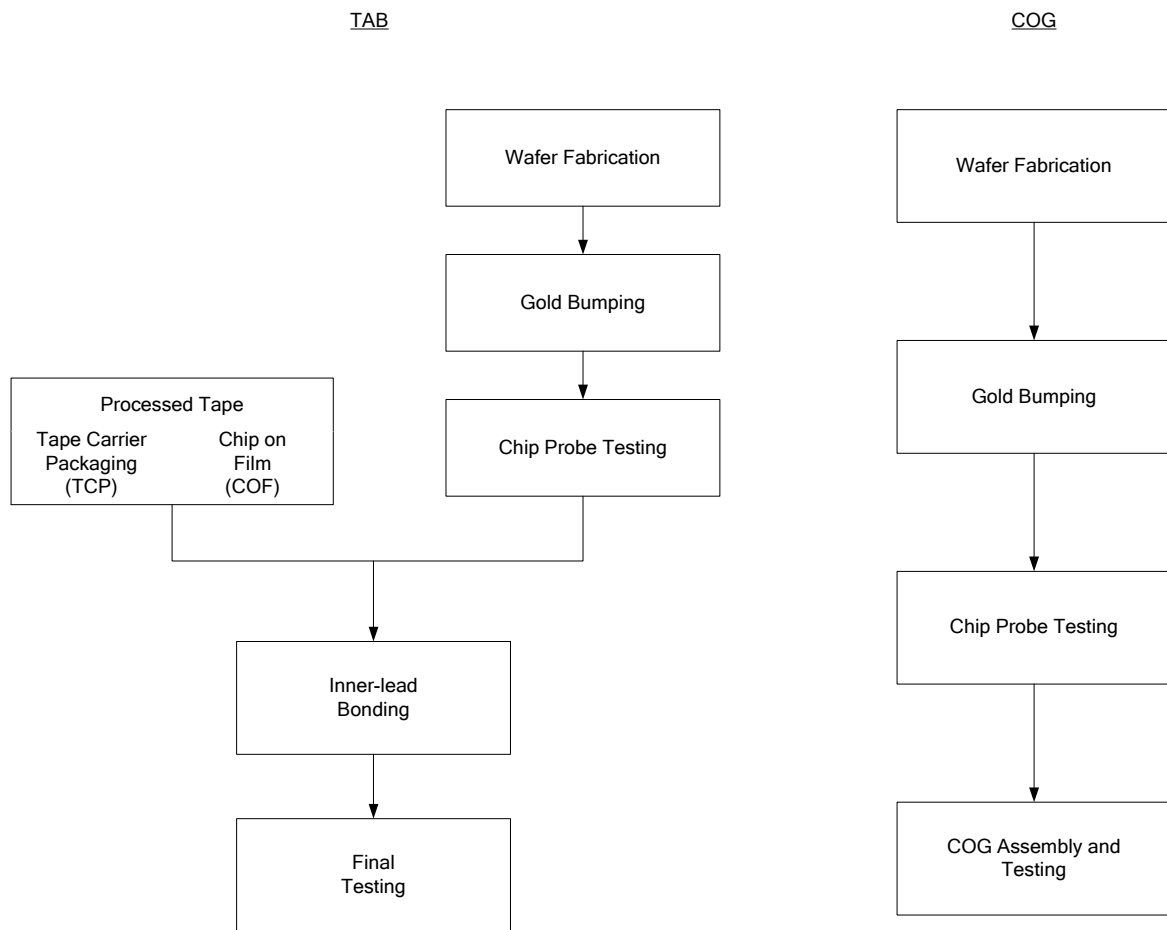 TAB
Wafer Fabrication
Gold Bumping
Processed Tape
Tape Carrier
Packaging
(TCP)
Chip on
Film
(COF)
Chip Probe Testing
Inner-lead
Bonding
Final
Testing
COG
Wafer Fabrication
Gold Bumping
Chip Probe Testing
COG Assembly and
Testing